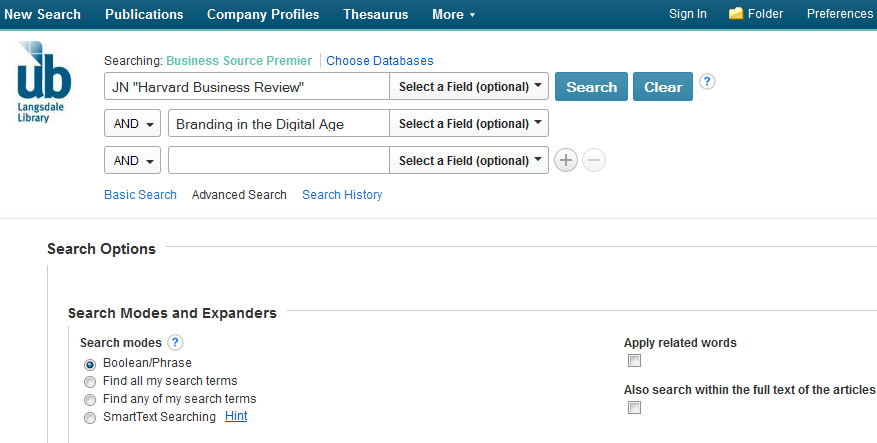 New Search Publications Company Profiles Thesaurus More Sign In Folder Preferences
ub
Langsdale
Library
Searching: Business Source Premier Choose Databases
JN "Harvard Business Review" Select a Field (optional) Search Clear ?
AND Branding in the Digital Age Select a Field (optional)
AND Select a Field (optional) + −
Basic Search Advanced Search Search History
Search Options
Search Modes and Expanders
Search modes ?
Boolean/Phrase
Find all my search terms
Find any of my search terms
SmartText Searching Hint
Apply related words
Also search within the full text of the articles